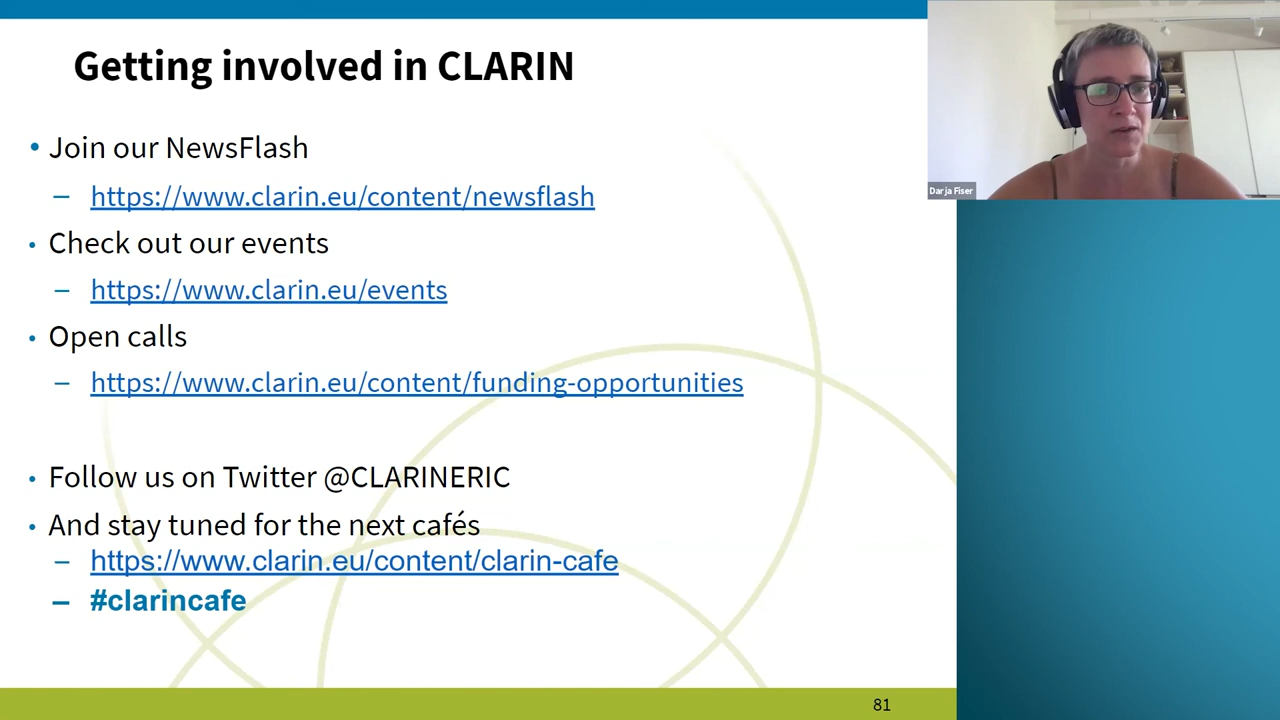 Getting involved in CLARIN
• Join our NewsFlash
– https://www.clarin.eu/content/newsflash
• Check out our events
– https://www.clarin.eu/events
• Open calls
– https://www.clarin.eu/content/funding-opportunities
• Follow us on Twitter @CLARINERIC
• And stay tuned for the next cafés
– https://www.clarin.eu/content/clarin-cafe
– #clarincafe
81
Darja Fiser